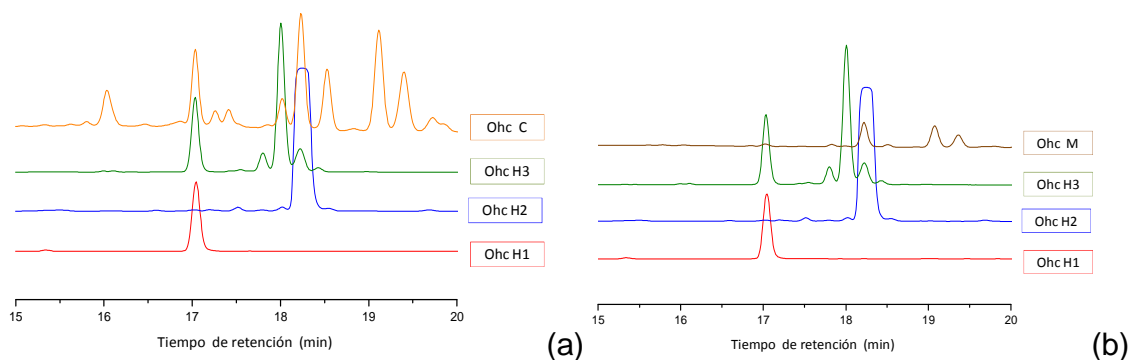 Ohc C
Ohc H3
Ohc H2
Ohc H1
15 16 17 18 19 20
Tiempo de retención (min)
(a)
Ohc M
Ohc H3
Ohc H2
Ohc H1
15 16 17 18 19 20
Tiempo de retención (min)
(b)